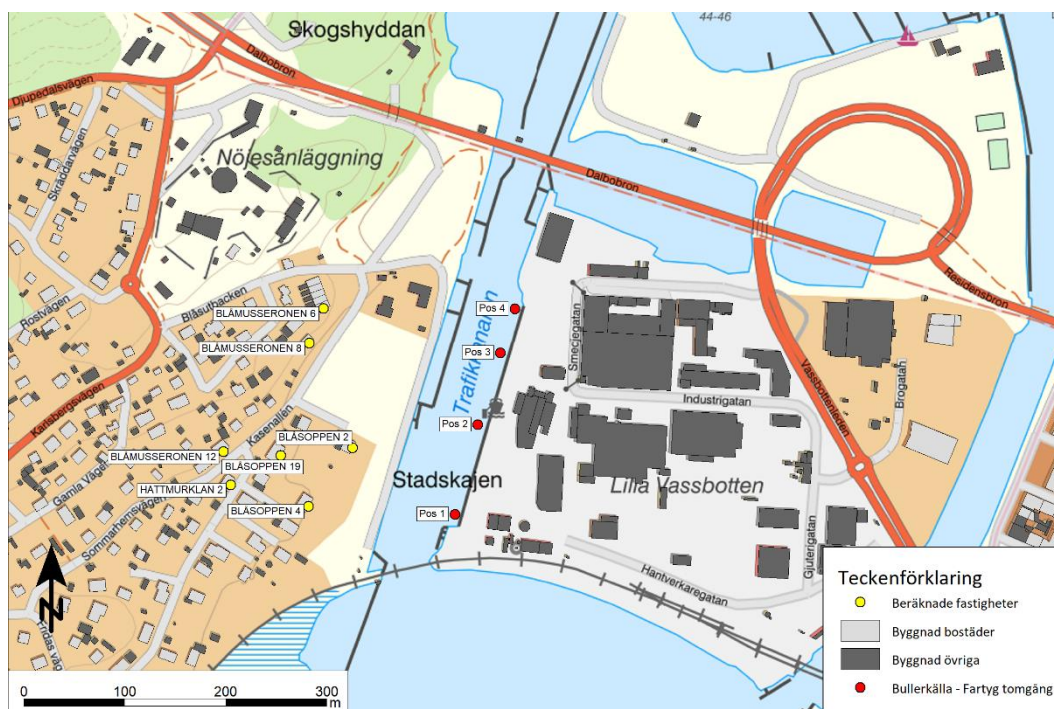 44-46
Skogshyddan
Djupedalsvägen
Dalbobron
Skräddarvägen
Nöjesanläggning
Dalbobron
Residensbron
Rostvägen
Blåsutbacken
BLÅMUSSERONEN 6
Pos 4
BLÅMUSSERONEN 8
Pos 3
Smedjegatan
Trafikkanalen
Karlsbergsvägen
Vassbottenleden
Brogatan
Industrigatan
Kasenallén
Pos 2
BLÅSOPPEN 2
BLÅMUSSERONEN 12
BLÅSOPPEN 19
Gamla Vägen
Stadskajen
Lilla Vassbotten
HATTMURKLAN 2
BLÅSOPPEN 4
Pos 1
Sommarhemsvägen
Gjuterigatan
Hantverkaregatan
N
Teckenförklaring
Beräknade fastigheter
Byggnad bostäder
Byggnad övriga
Bullerkälla - Fartyg tomgång
0 100 200 300
m